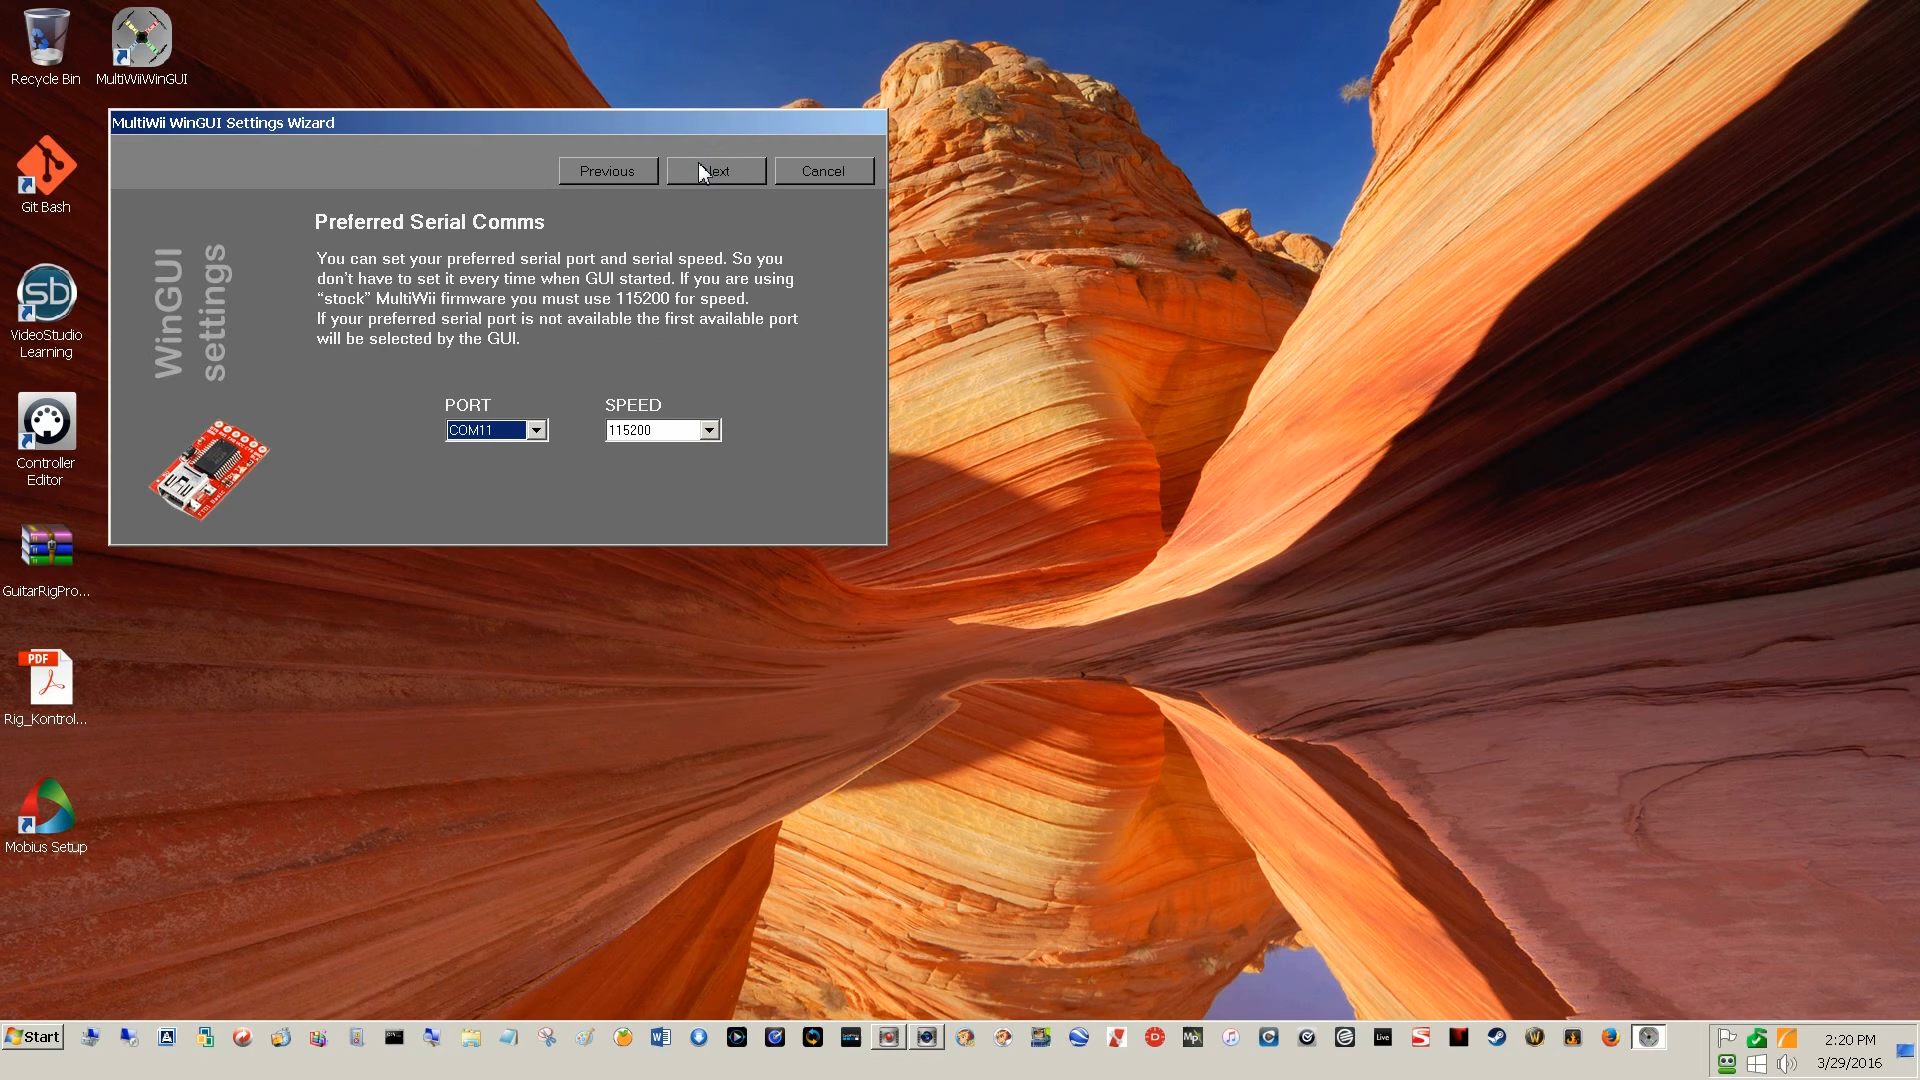 Recycle Bin
MultiWiiWinGUI
Git Bash
VideoStudio
Learning
Controller
Editor
GuitarRigPro...
PDF
Rig_Kontrol...
Mobius Setup
MultiWii WinGUI Settings Wizard
Previous
Cancel
WinGUI
settings
Preferred Serial Comms
You can set your preferred serial port and serial speed. So you
don't have to set it every time when GUI started. If you are using
“stock” MultiWii firmware you must use 115200 for speed.
If your preferred serial port is not available the first available port
will be selected by the GUI.
PORT
SPEED
COM11
115200
Start
Live
2:20 PM
3/29/2016